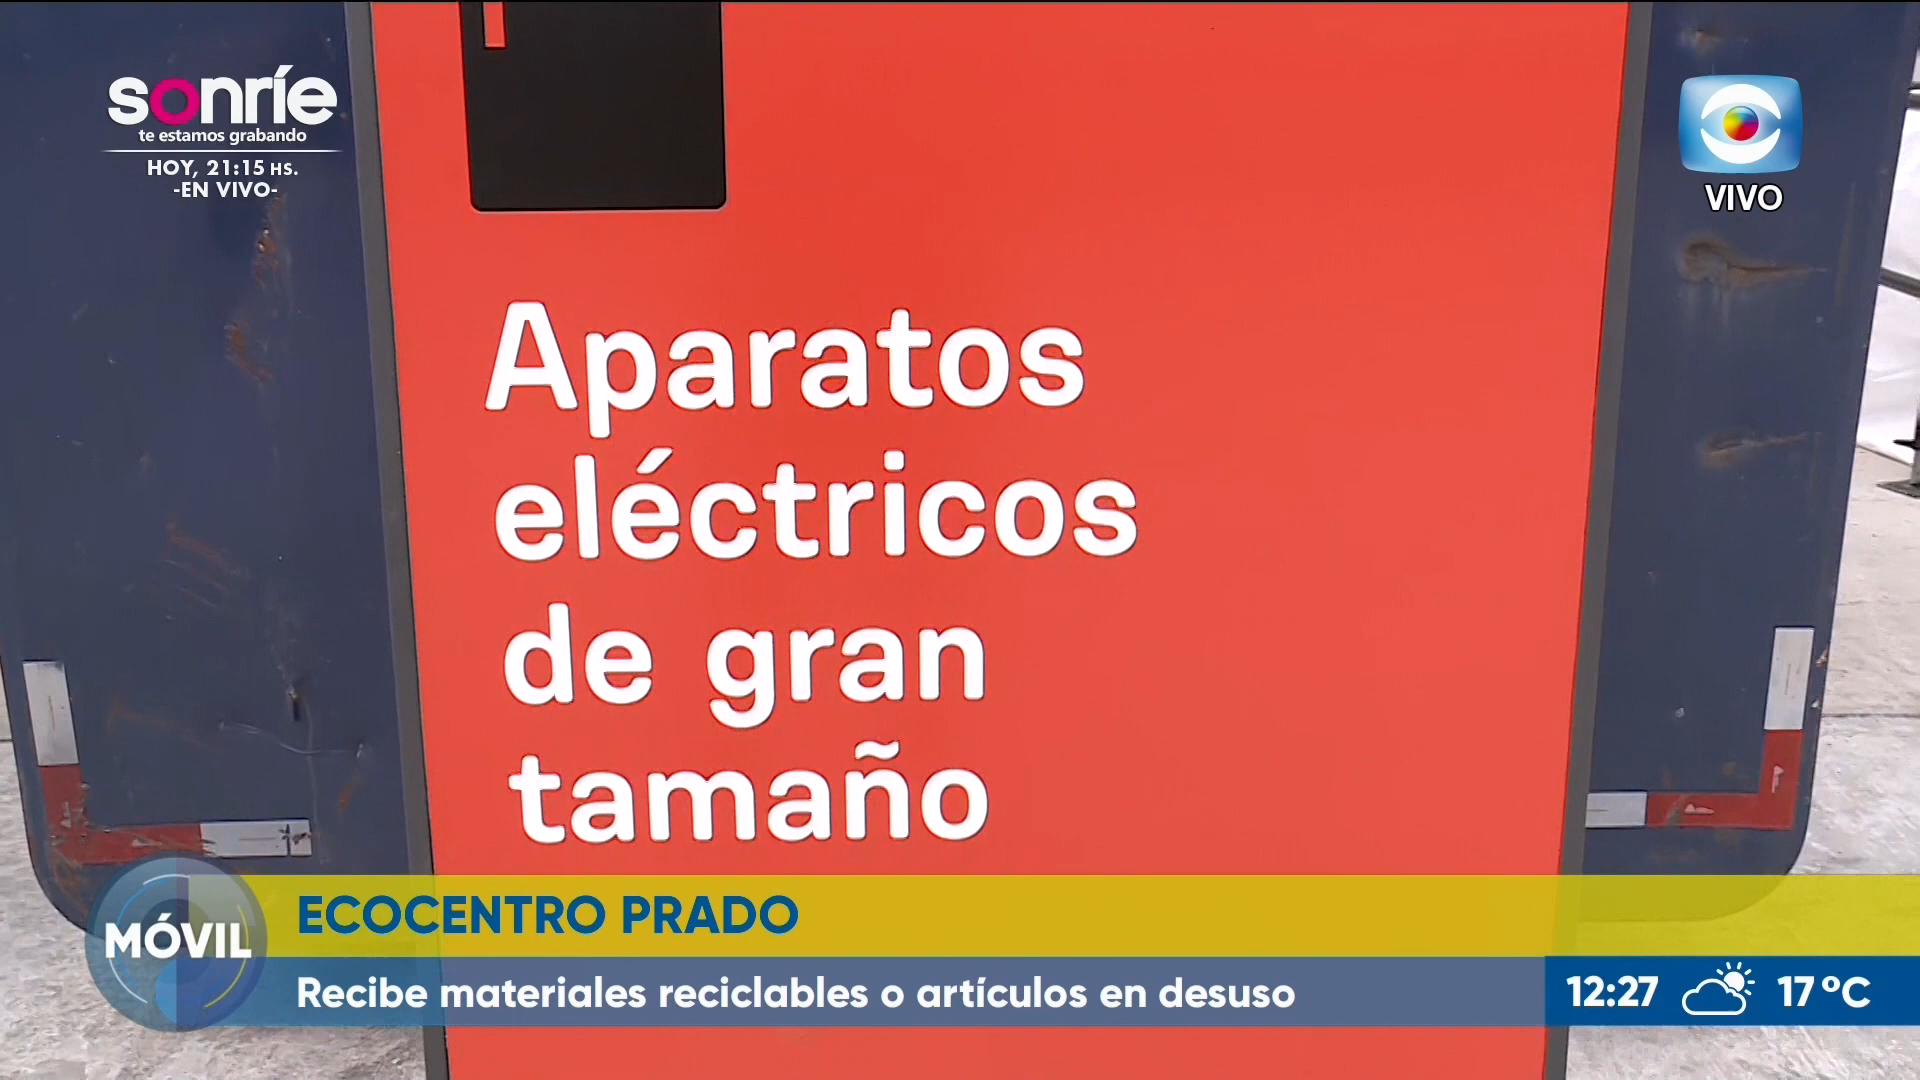 sonríe
te estamos grabando
HOY, 21:15 HS.
-EN VIVO-
VIVO
Aparatos
eléctricos
de gran
tamaño
MÓVIL
ECOCENTRO PRADO
Recibe materiales reciclables o artículos en desuso
12:27 17°C